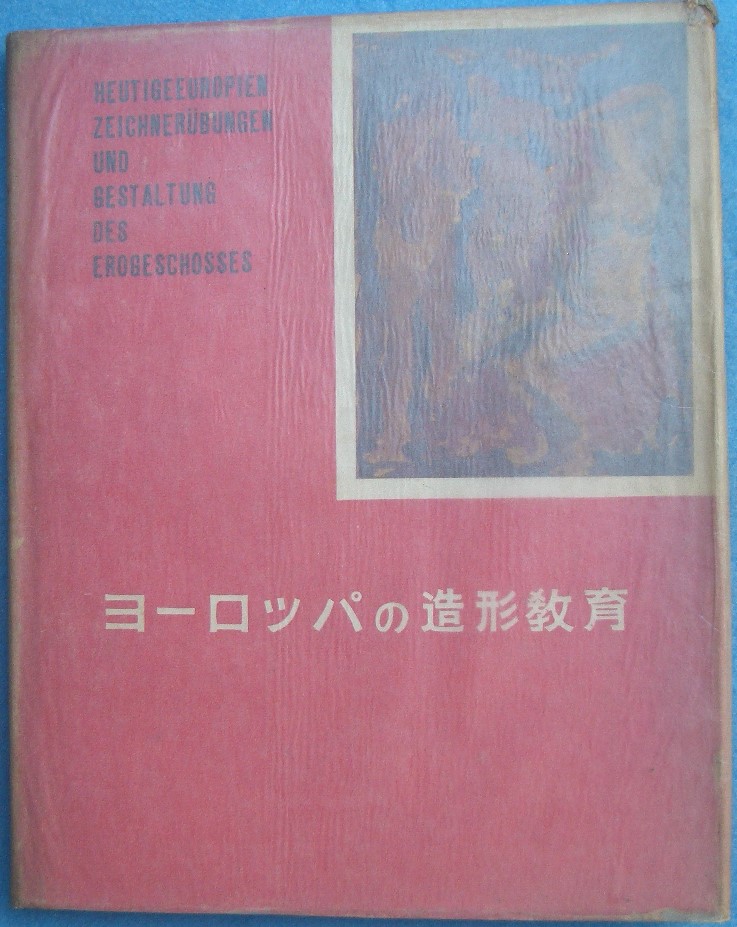 HEUTIGEEUROPIEN
ZEICHNERÜBUNGEN
UND
GESTALTUNG
DES
ERDGESCHOSSES
ヨーロッパの造形教育